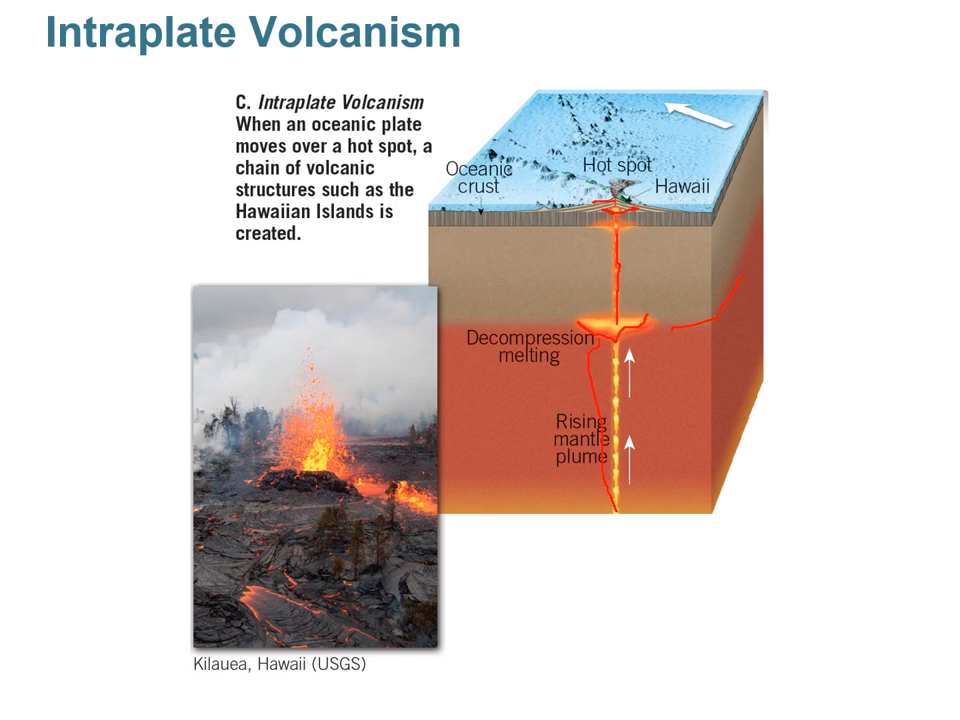 Intraplate Volcanism
C. Intraplate Volcanism
When an oceanic plate
moves over a hot spot, a
chain of volcanic
structures such as the
Hawaiian Islands is
created.
Oceanic
crust
Hot spot
Hawaii
Decompression
melting
Rising
mantle
plume
Kilauea, Hawaii (USGS)